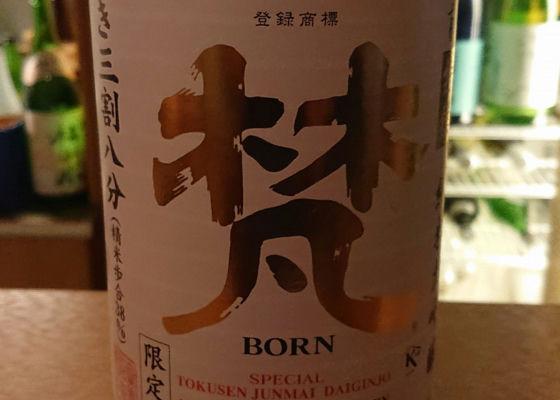 登録商標
梵
BORN
SPECIAL
TOKUSEN JUNMAI DAIGINJO
き三割八分(精米歩合38%)
限定
K